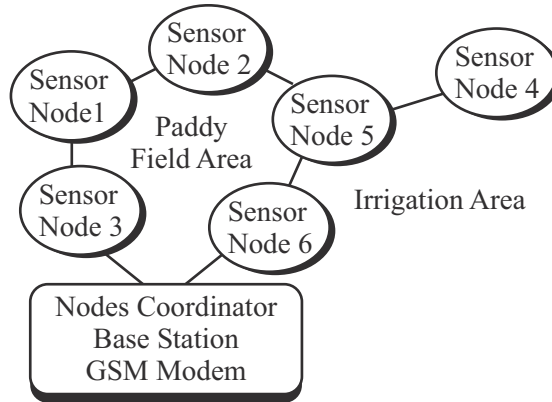 Sensor
Node 2
Sensor
Node1
Sensor
Node 4
Sensor
Node 5
Paddy
Field Area
Sensor
Node 3
Sensor
Node 6
Irrigation Area
Nodes Coordinator
Base Station
GSM Modem